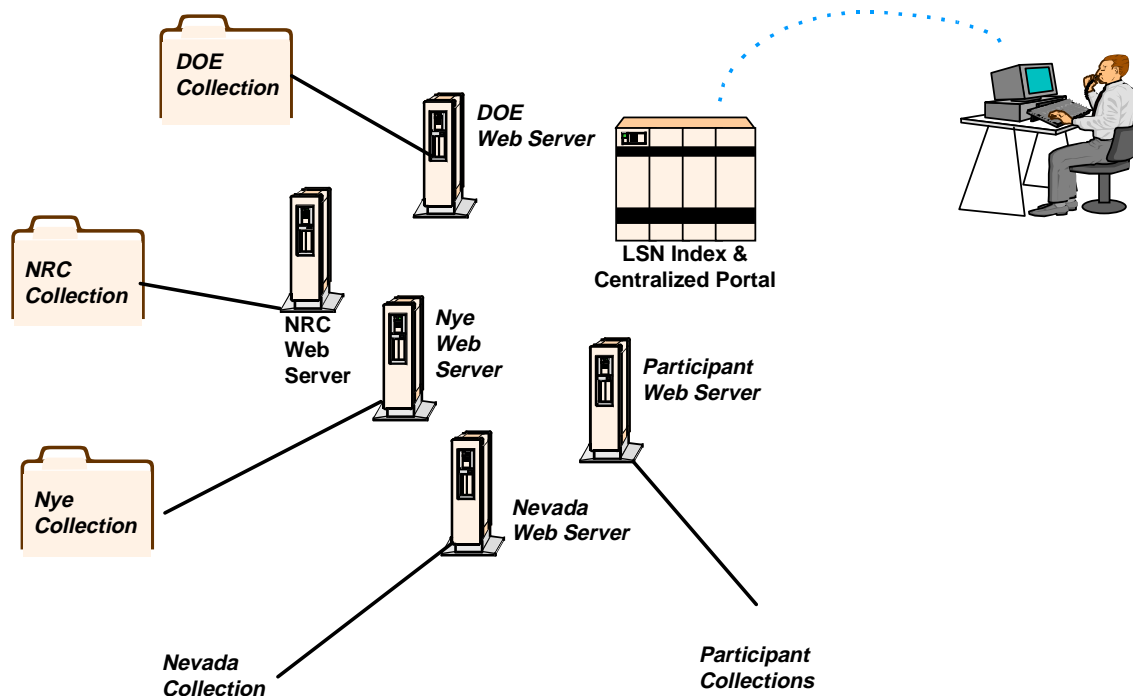 DOE
Collection
DOE
Web Server
LSN Index &
Centralized Portal
NRC
Collection
NRC
Web
Server
Nye
Web
Server
Participant
Web Server
Nye
Collection
Nevada
Web Server
Nevada
Collection
Participant
Collections